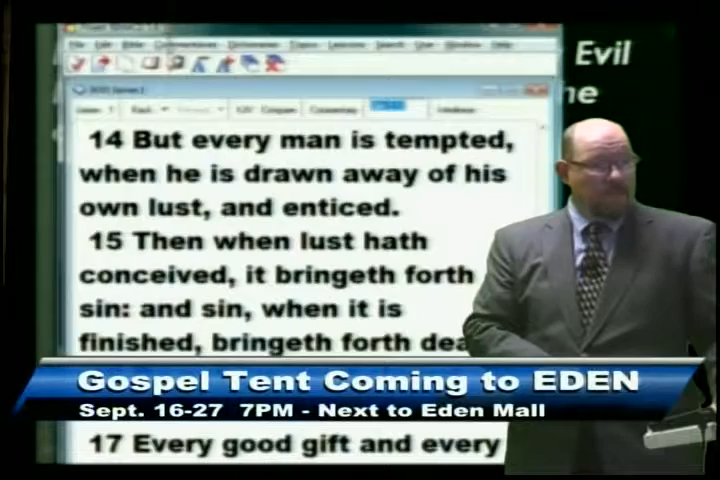 Evil
14 But every man is tempted,
when he is drawn away of his
own lust, and enticed.
15 Then when lust hath
conceived, it bringeth forth
sin: and sin, when it is
finished, bringeth forth dea
Gospel Tent Coming to EDEN
Sept. 16-27 7PM - Next to Eden Mall
17 Every good gift and every